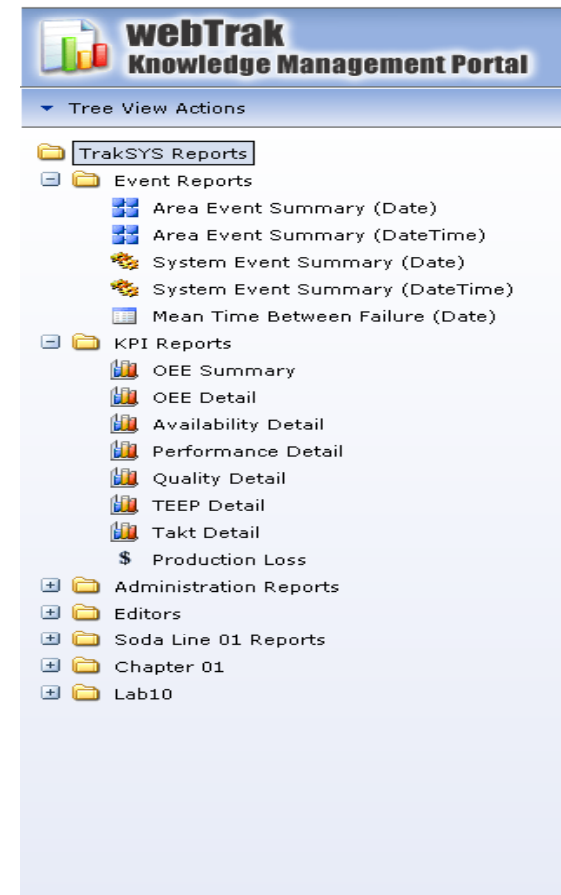 webTrak
Knowledge Management Portal
Tree View Actions
TrakSYS Reports
Event Reports
Area Event Summary (Date)
Area Event Summary (DateTime)
System Event Summary (Date)
System Event Summary (DateTime)
Mean Time Between Failure (Date)
KPI Reports
OEE Summary
OEE Detail
Availability Detail
Performance Detail
Quality Detail
TEEP Detail
Takt Detail
$ Production Loss
Administration Reports
Editors
Soda Line 01 Reports
Chapter 01
Lab10